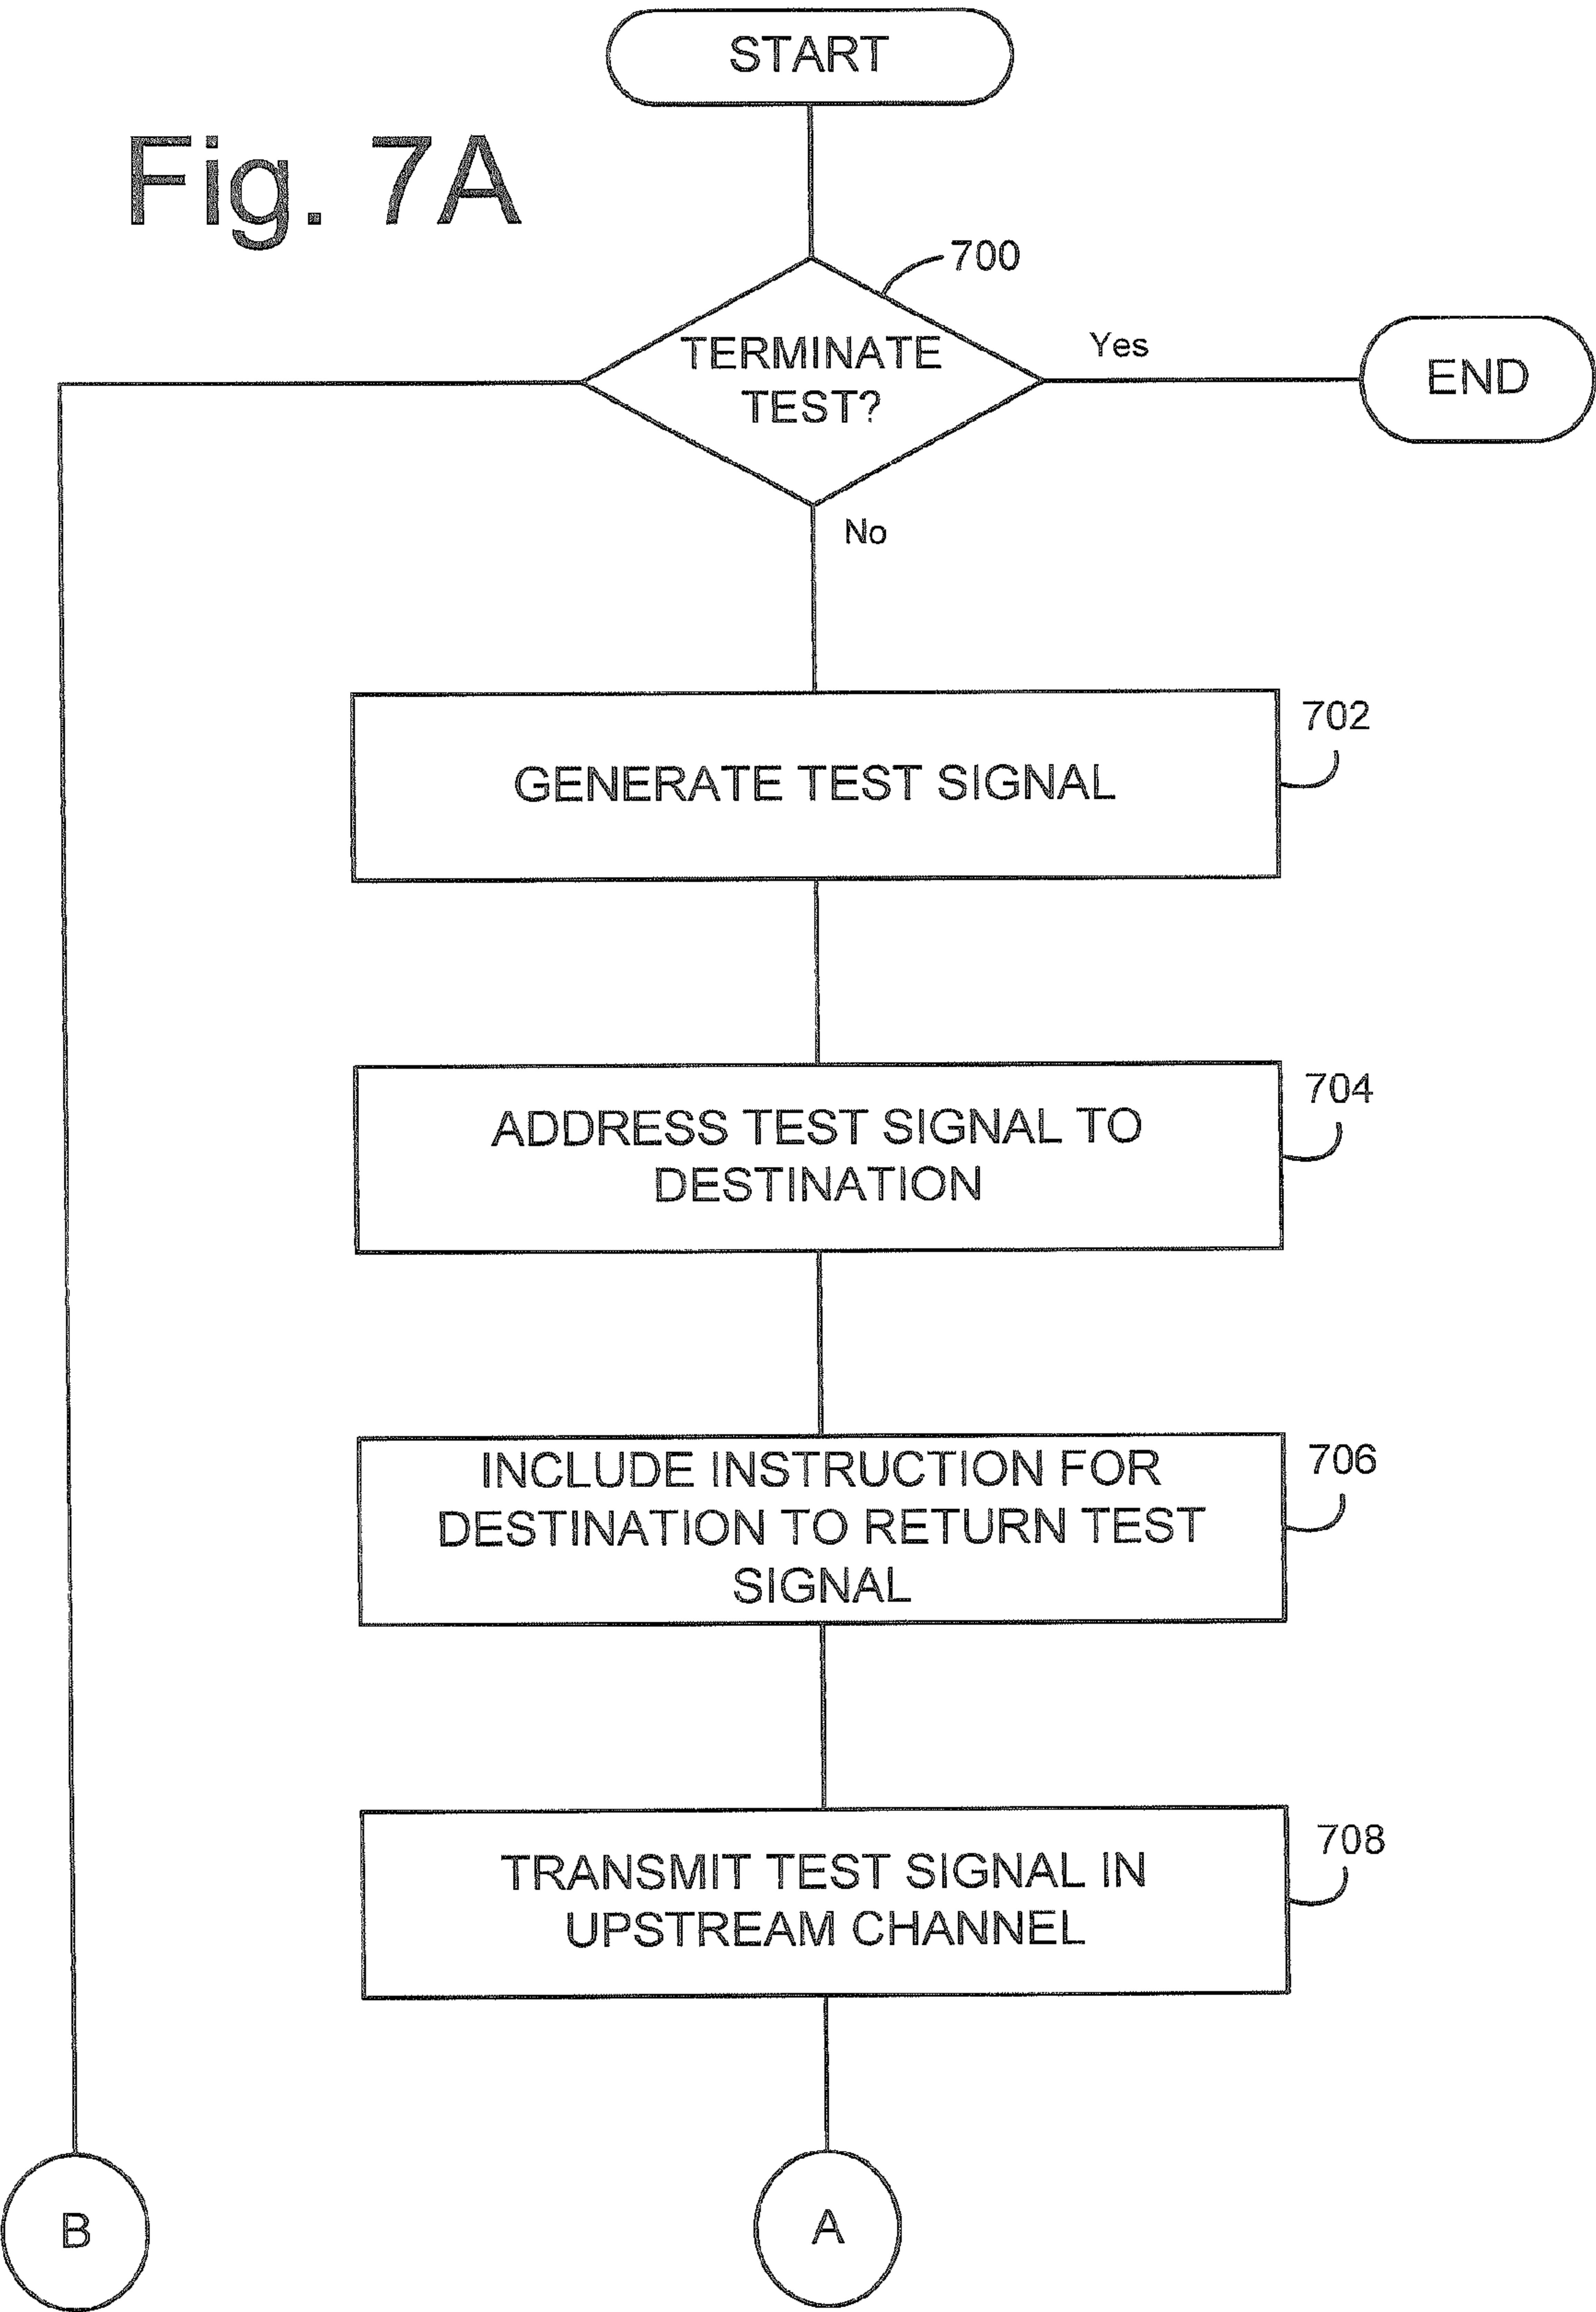 START
Fig. 7A
700
TERMINATE
TEST?
Yes
END
No
702
GENERATE TEST SIGNAL
704
ADDRESS TEST SIGNAL TO
DESTINATION
706
INCLUDE INSTRUCTION FOR
DESTINATION TO RETURN TEST
SIGNAL
708
TRANSMIT TEST SIGNAL IN
UPSTREAM CHANNEL
B
A